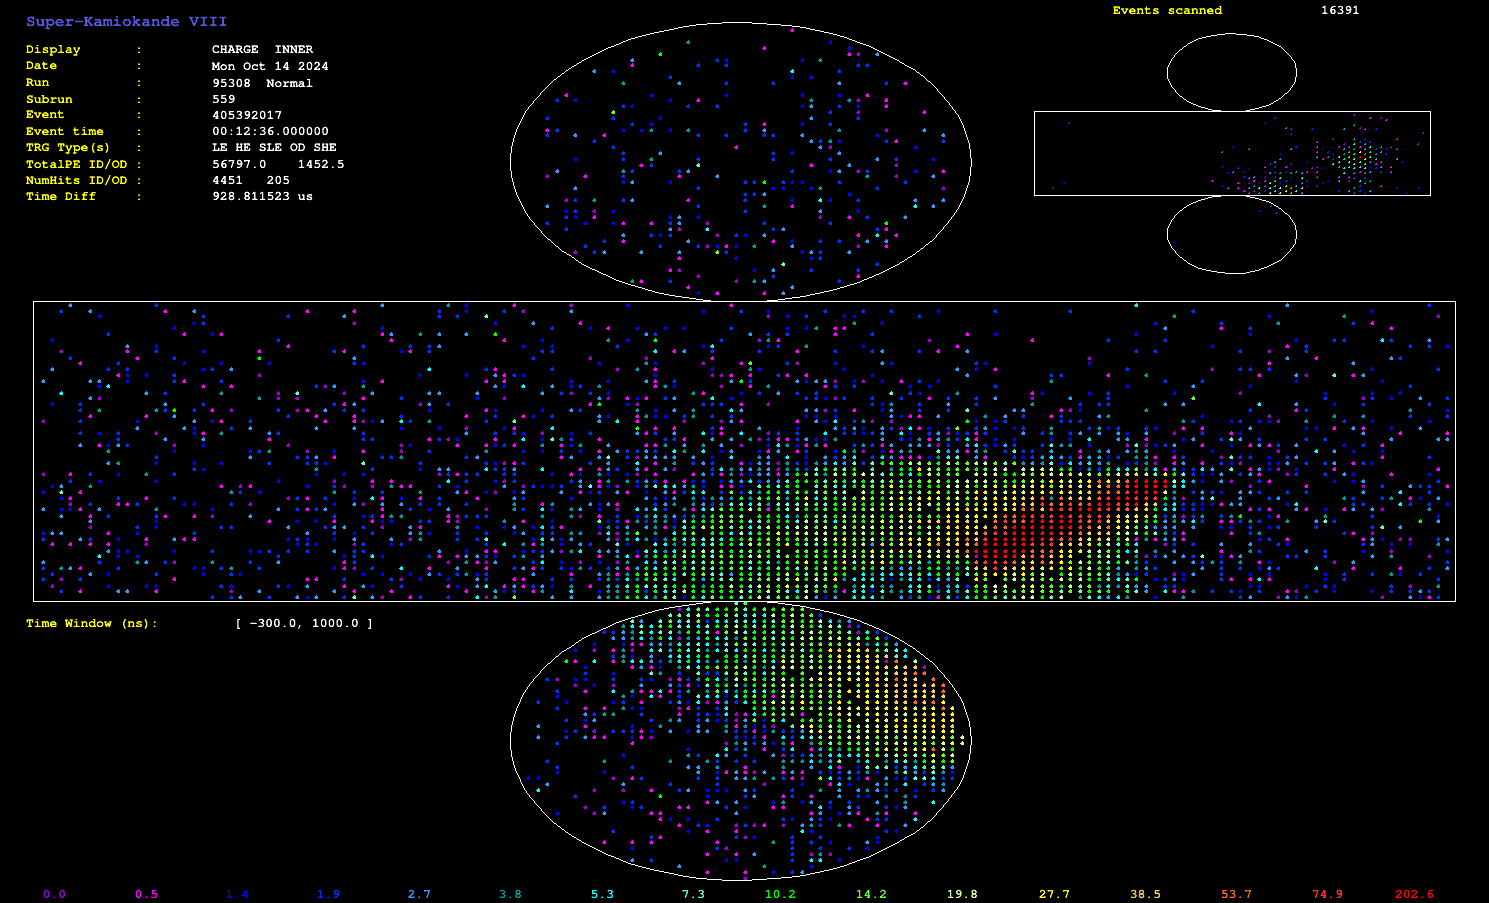 Super-Kamiokande VIII
Events scanned 16391
Display : CHARGE INNER
Date : Mon Oct 14 2024
Run : 95308 Normal
Subrun : 559
Event : 405392017
Event time : 00:12:36.000000
TRG Type(s) : LE HE SLE OD SHE
TotalPE ID/OD : 56797.0 1452.5
NumHits ID/OD : 4451 205
Time Diff : 928.811523 us
Time Window (ns): [ -300.0, 1000.0 ]
0.0 0.5 1.4 1.9 2.7 3.8 5.3 7.3 10.2 14.2 19.8 27.7 38.5 53.7 74.9 202.6